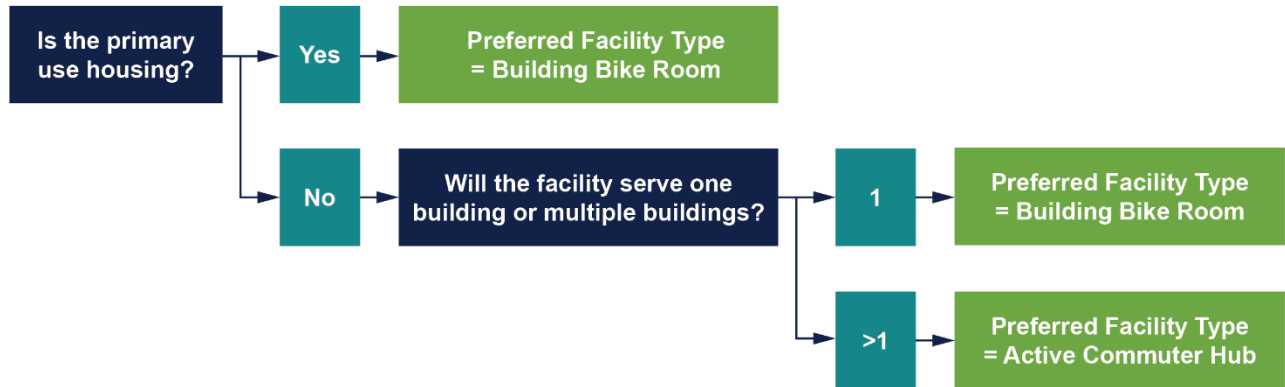 Is the primary
use housing?
Yes
Preferred Facility Type
= Building Bike Room
No
Will the facility serve one
building or multiple buildings?
1
Preferred Facility Type
= Building Bike Room
>1
Preferred Facility Type
= Active Commuter Hub